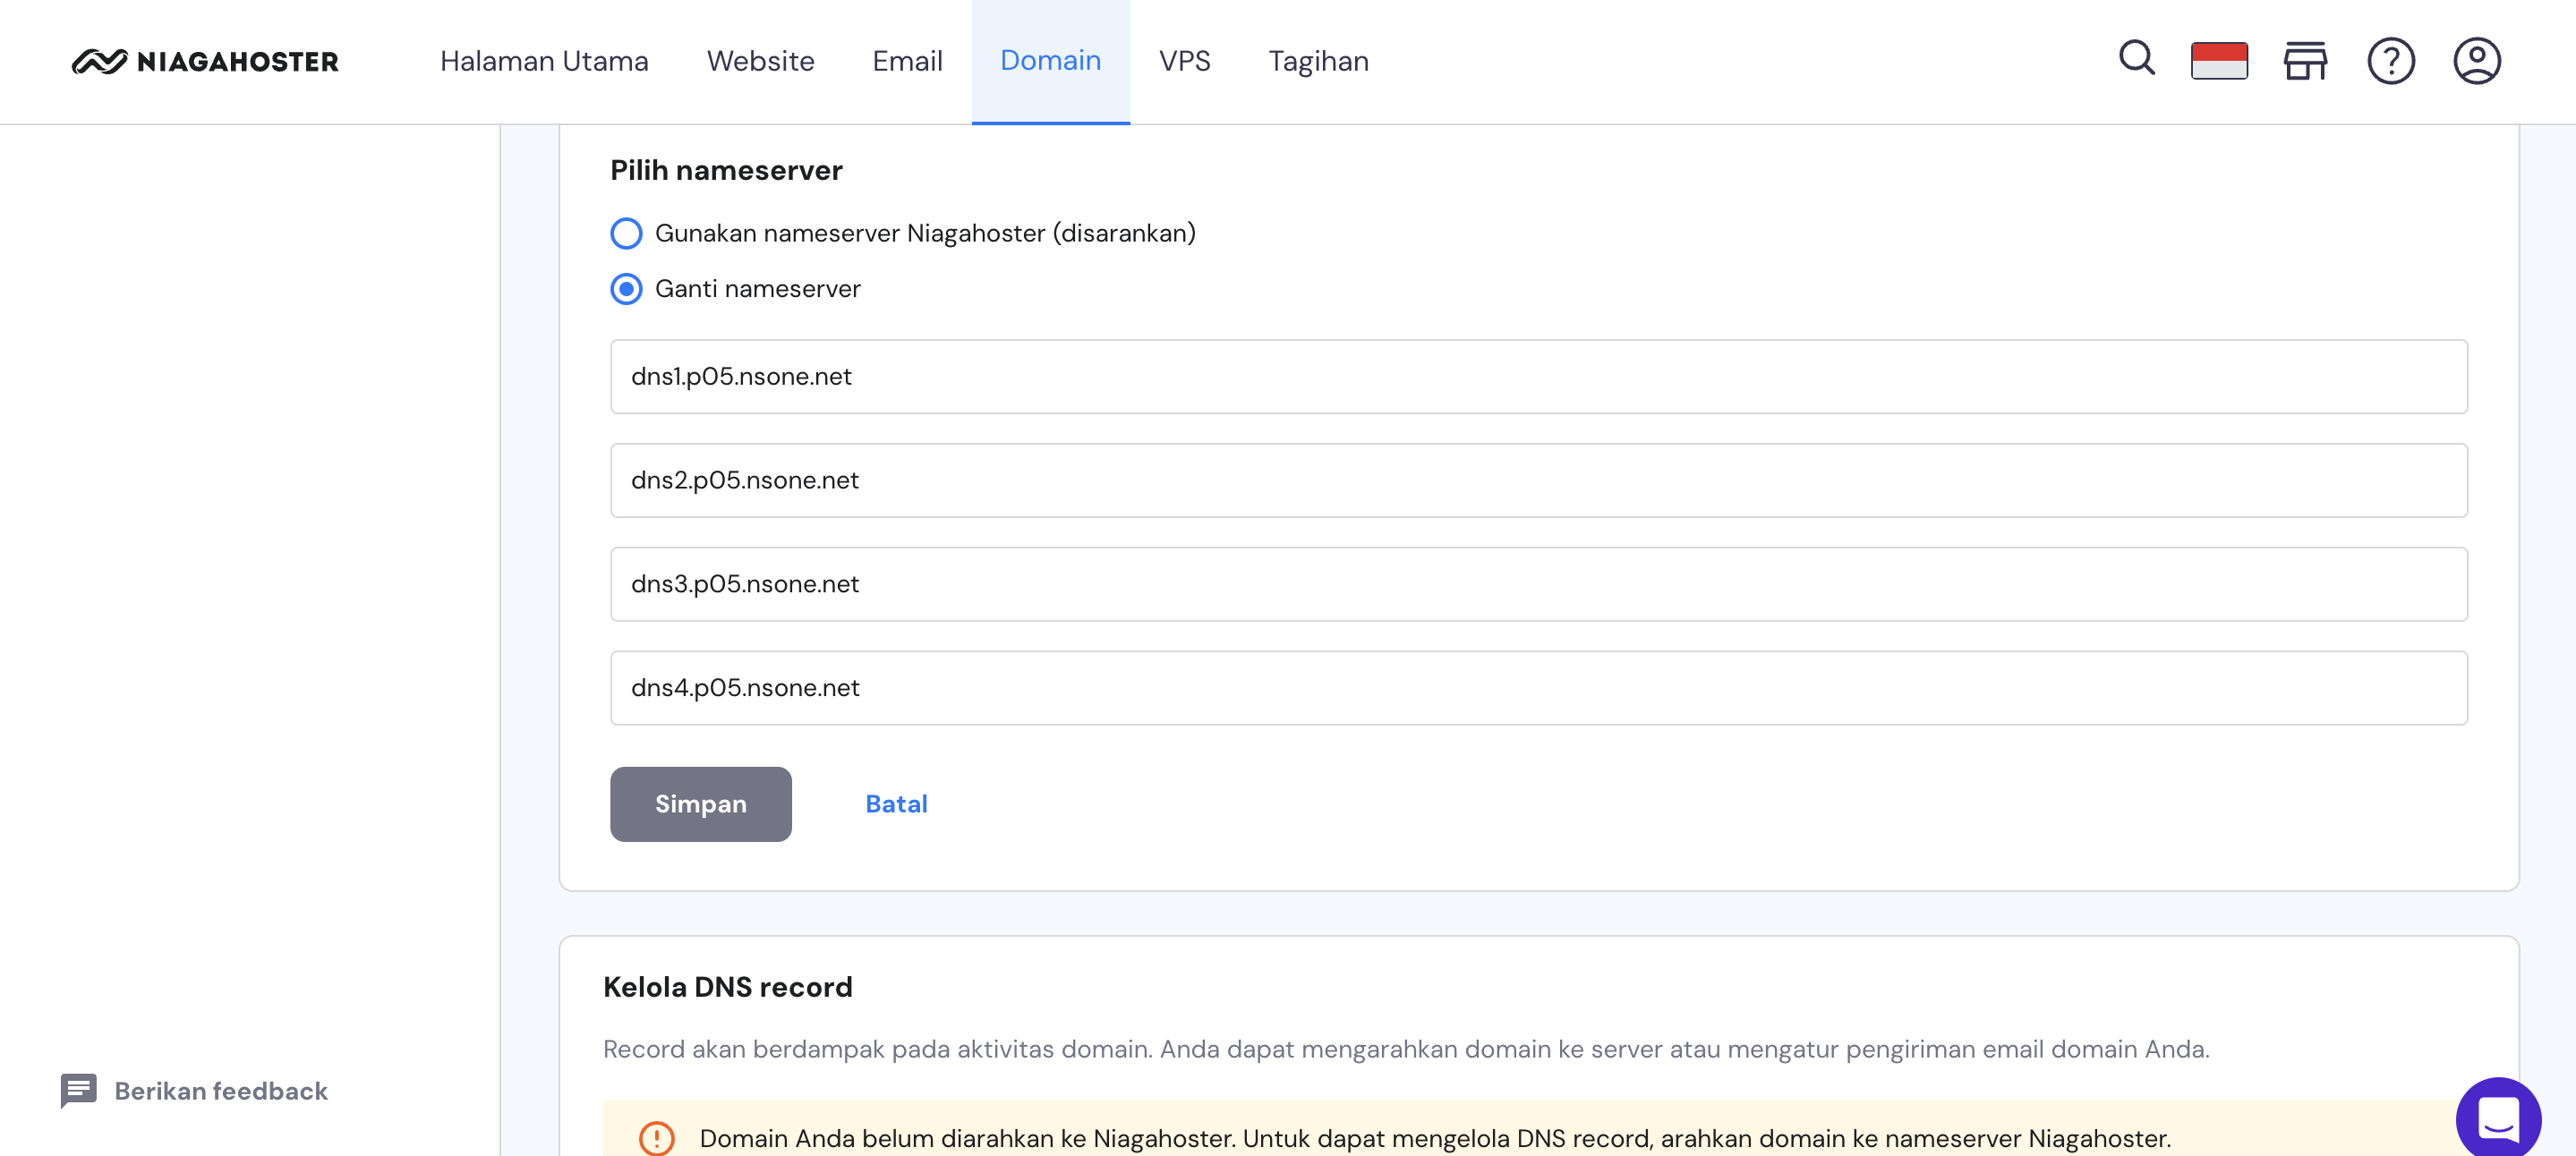 NIAGAHOSTER
Halaman Utama
Website
Email
Domain
VPS
Tagihan
Pilih nameserver
Gunakan nameserver Niagahoster (disarankan)
Ganti nameserver
dns1.p05.nsone.net
dns2.p05.nsone.net
dns3.p05.nsone.net
dns4.p05.nsone.net
Simpan
Batal
Kelola DNS record
Record akan berdampak pada aktivitas domain. Anda dapat mengarahkan domain ke server atau mengatur pengiriman email domain Anda.
Berikan feedback
Domain Anda belum diarahkan ke Niagahoster. Untuk dapat mengelola DNS record, arahkan domain ke nameserver Niagahoster.